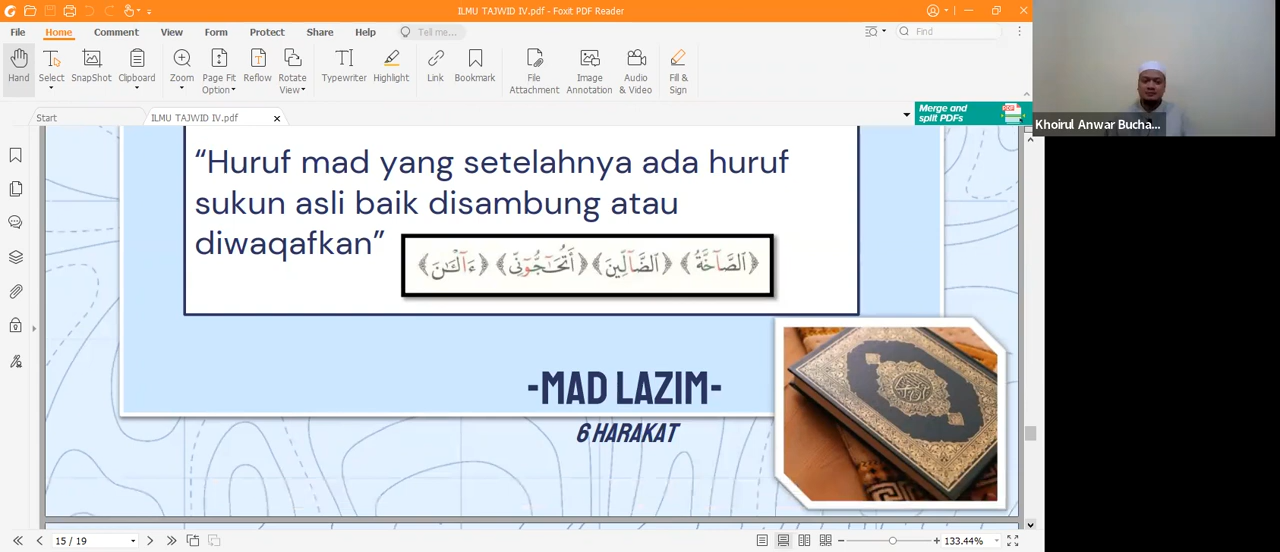 ILMU TAJWID IV.pdf - Foxit PDF Reader
File Home Comment View Form Protect Share Help Tell me... Find
Hand Select SnapShot Clipboard Zoom Page Fit Option Reflow Rotate View Typewriter Highlight Link Bookmark File Attachment Image Annotation Audio & Video Fill & Sign
Start ILMU TAJWID IV.pdf
Merge and split PDFs
Khoirul Anwar Bucha...
“Huruf mad yang setelahnya ada huruf
sukun asli baik disambung atau
diwaqafkan”
﴿ٱلصَّآخَّةُ﴾ ﴿ٱلضَّآلِّينَ﴾ ﴿أَتُحَـٰٓجُّوٓنِّى﴾ ﴿ءَآلْـَٔـٰنَ﴾
-MAD LAZIM-
6 HARAKAT
15 / 19
133.44%